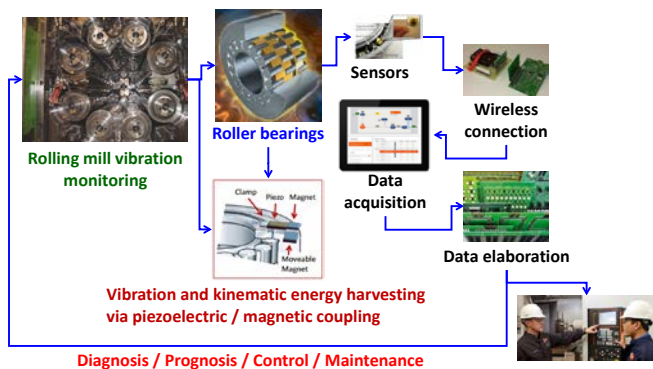 Sensors
Wireless
connection
Roller bearings
Rolling mill vibration
monitoring
Data
acquisition
Clamp Piezo Magnet
Moveable
Magnet
Data elaboration
Vibration and kinematic energy harvesting
via piezoelectric / magnetic coupling
Diagnosis / Prognosis / Control / Maintenance